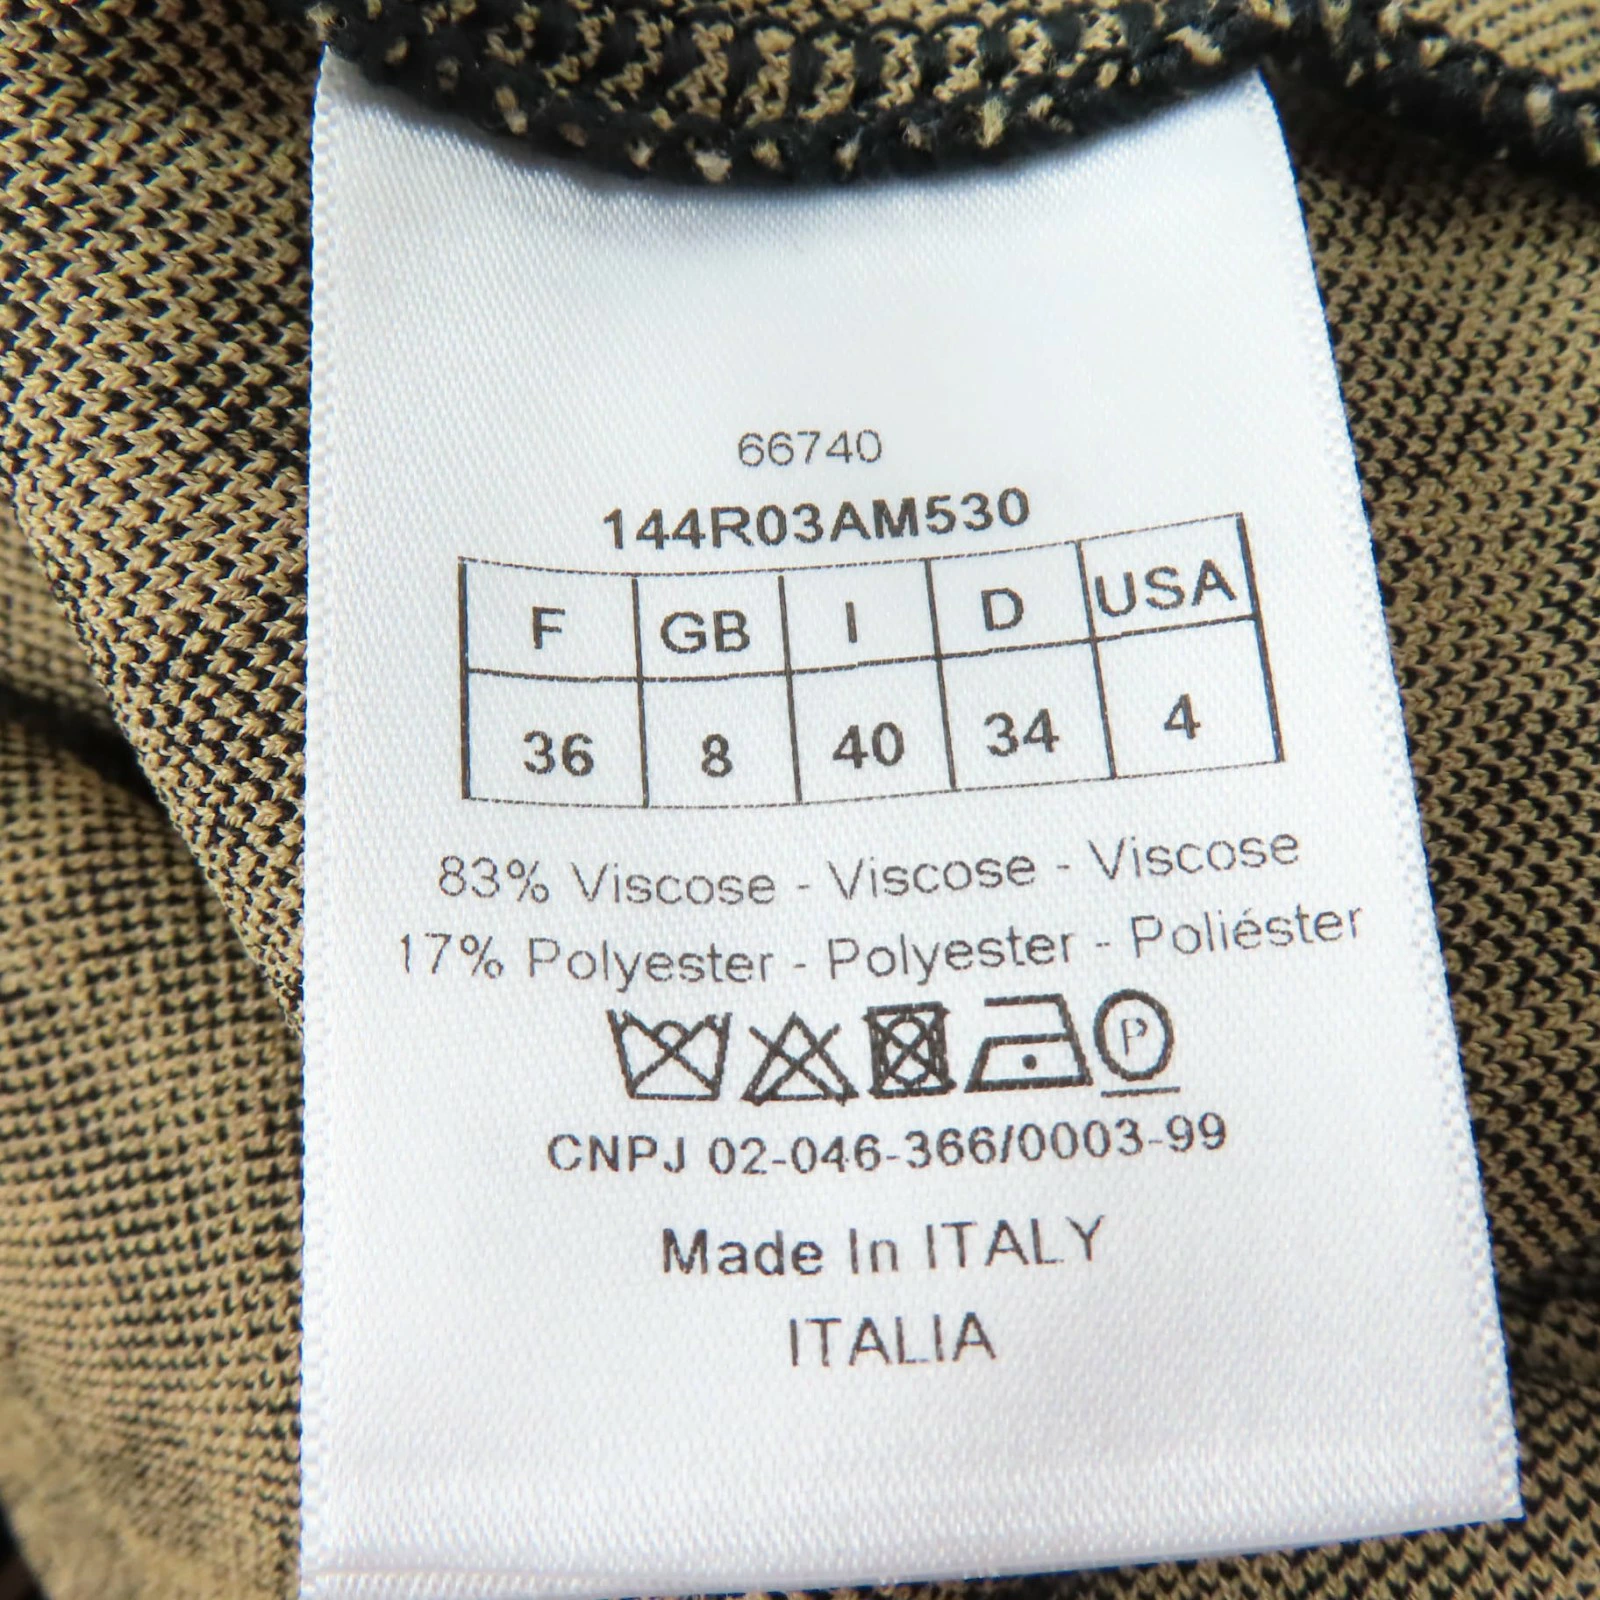 66740
144R03AM530
F GB I D USA
36 8 40 34 4
83% Viscose - Viscose - Viscose
17% Polyester - Polyester - Poliéster
P
CNPJ 02-046-366/0003-99
Made In ITALY
ITALIA